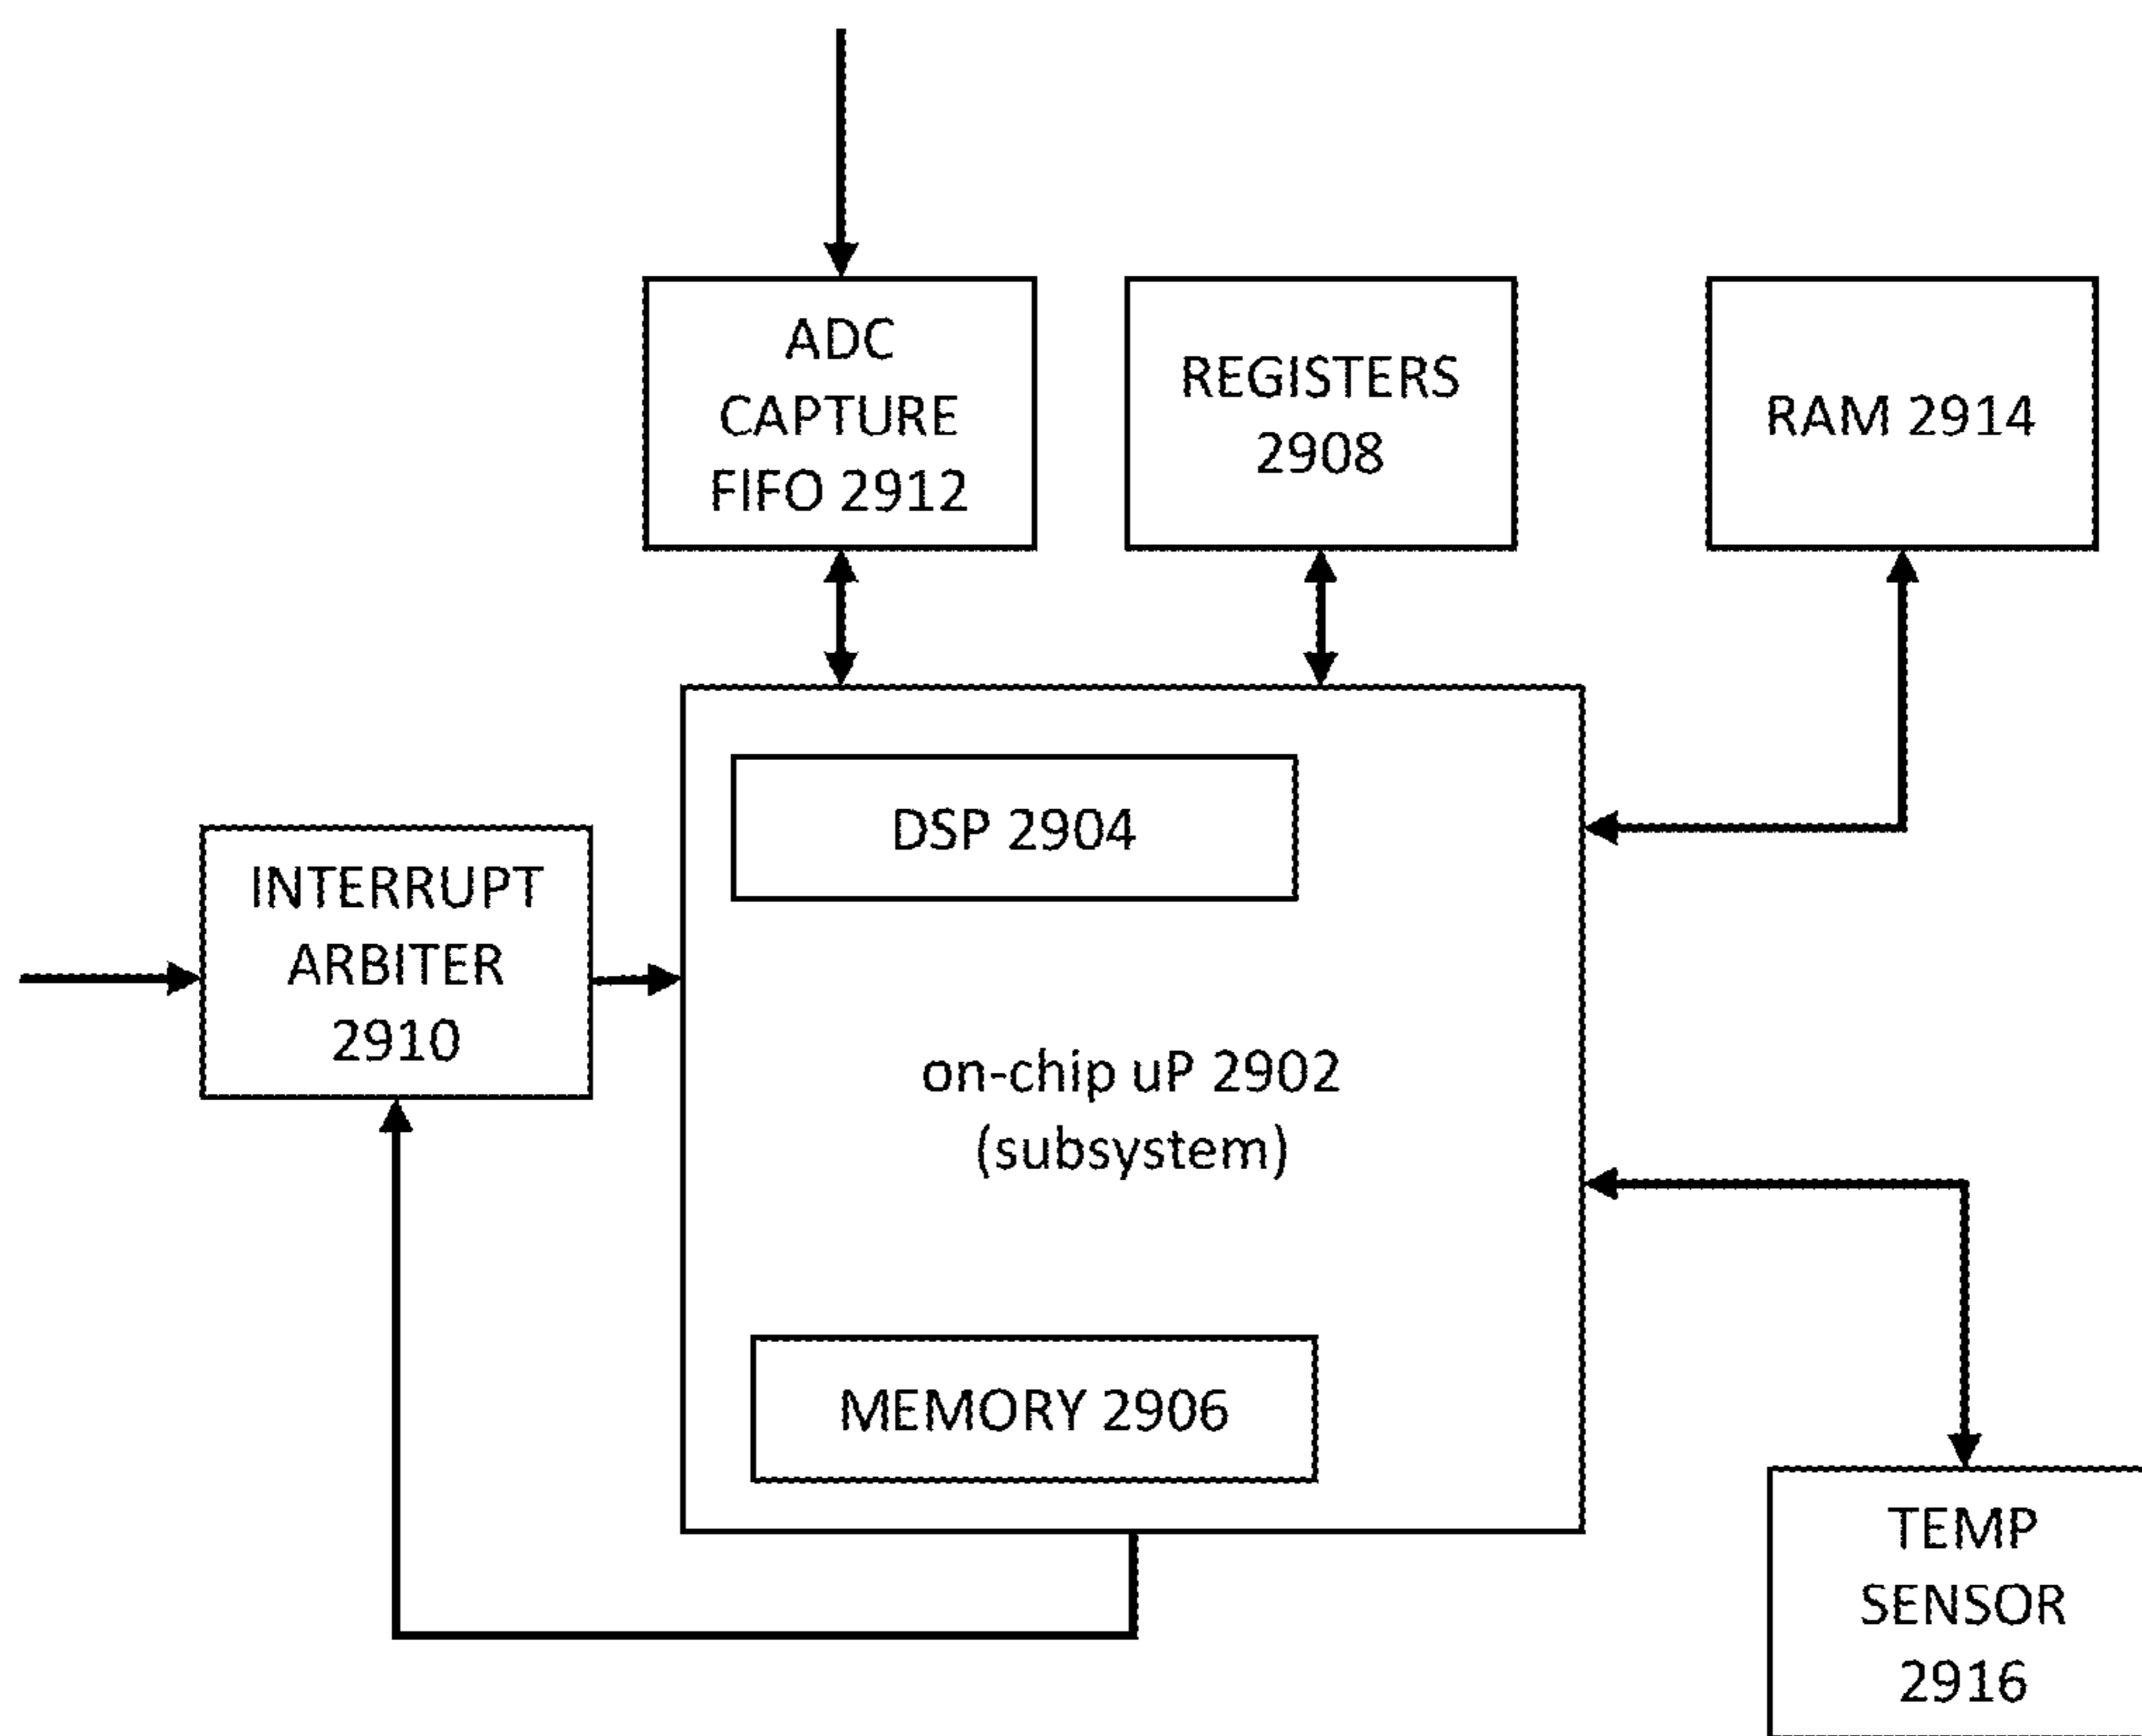 ADC
CAPTURE
FIFO 2912
REGISTERS
2908
RAM 2914
DSP 2904
INTERRUPT
ARBITER
2910
on-chip uP 2902
(subsystem)
MEMORY 2906
TEMP
SENSOR
2916